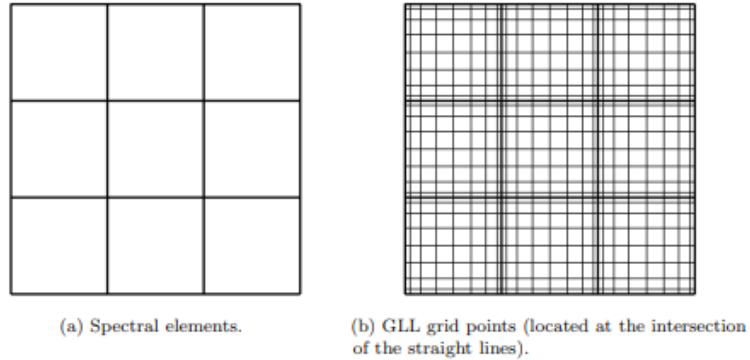 (a) Spectral elements.
(b) GLL grid points (located at the intersection
of the straight lines).